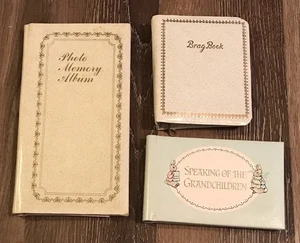 Photo
Memory
Album
Brag Book
SPEAKING OF THE
GRANDCHILDREN